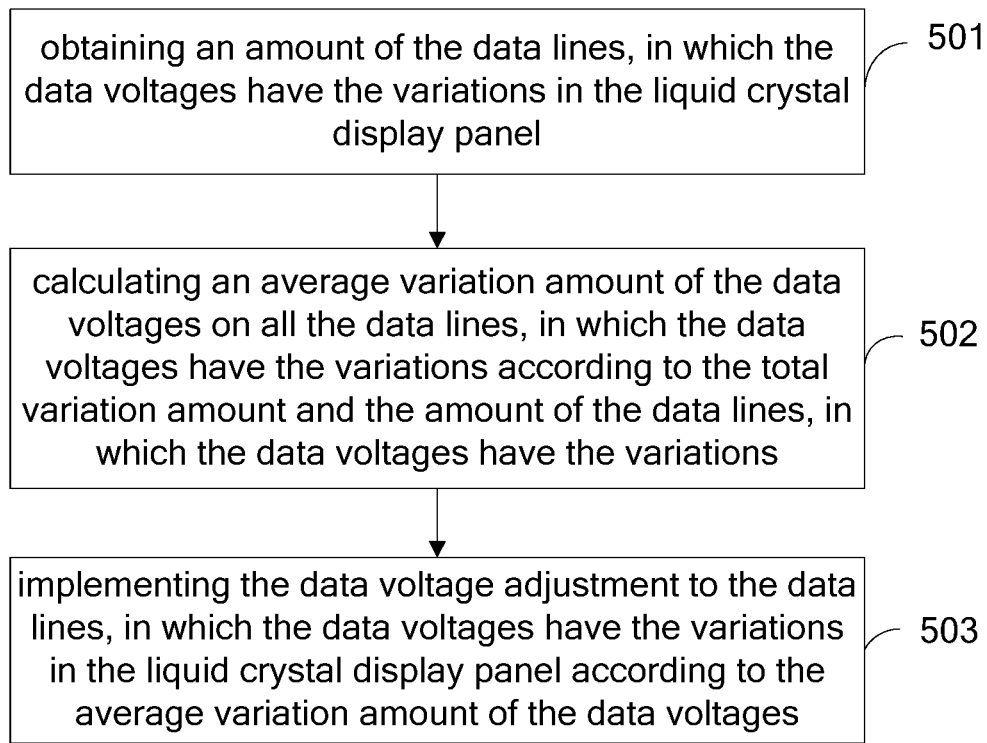 obtaining an amount of the data lines, in which the
data voltages have the variations in the liquid crystal
display panel
501
calculating an average variation amount of the data
voltages on all the data lines, in which the data
voltages have the variations according to the total
variation amount and the amount of the data lines, in
which the data voltages have the variations
502
implementing the data voltage adjustment to the data
lines, in which the data voltages have the variations
in the liquid crystal display panel according to the
average variation amount of the data voltages
503